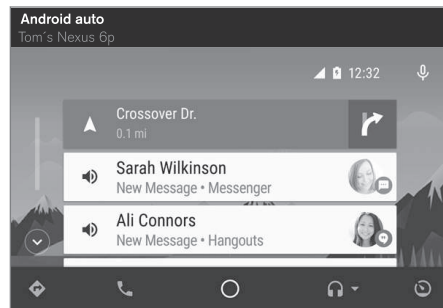 Android auto
Tom´s Nexus 6p
12:32
Crossover Dr.
0.1 mi
Sarah Wilkinson
New Message • Messenger
Ali Connors
New Message • Hangouts